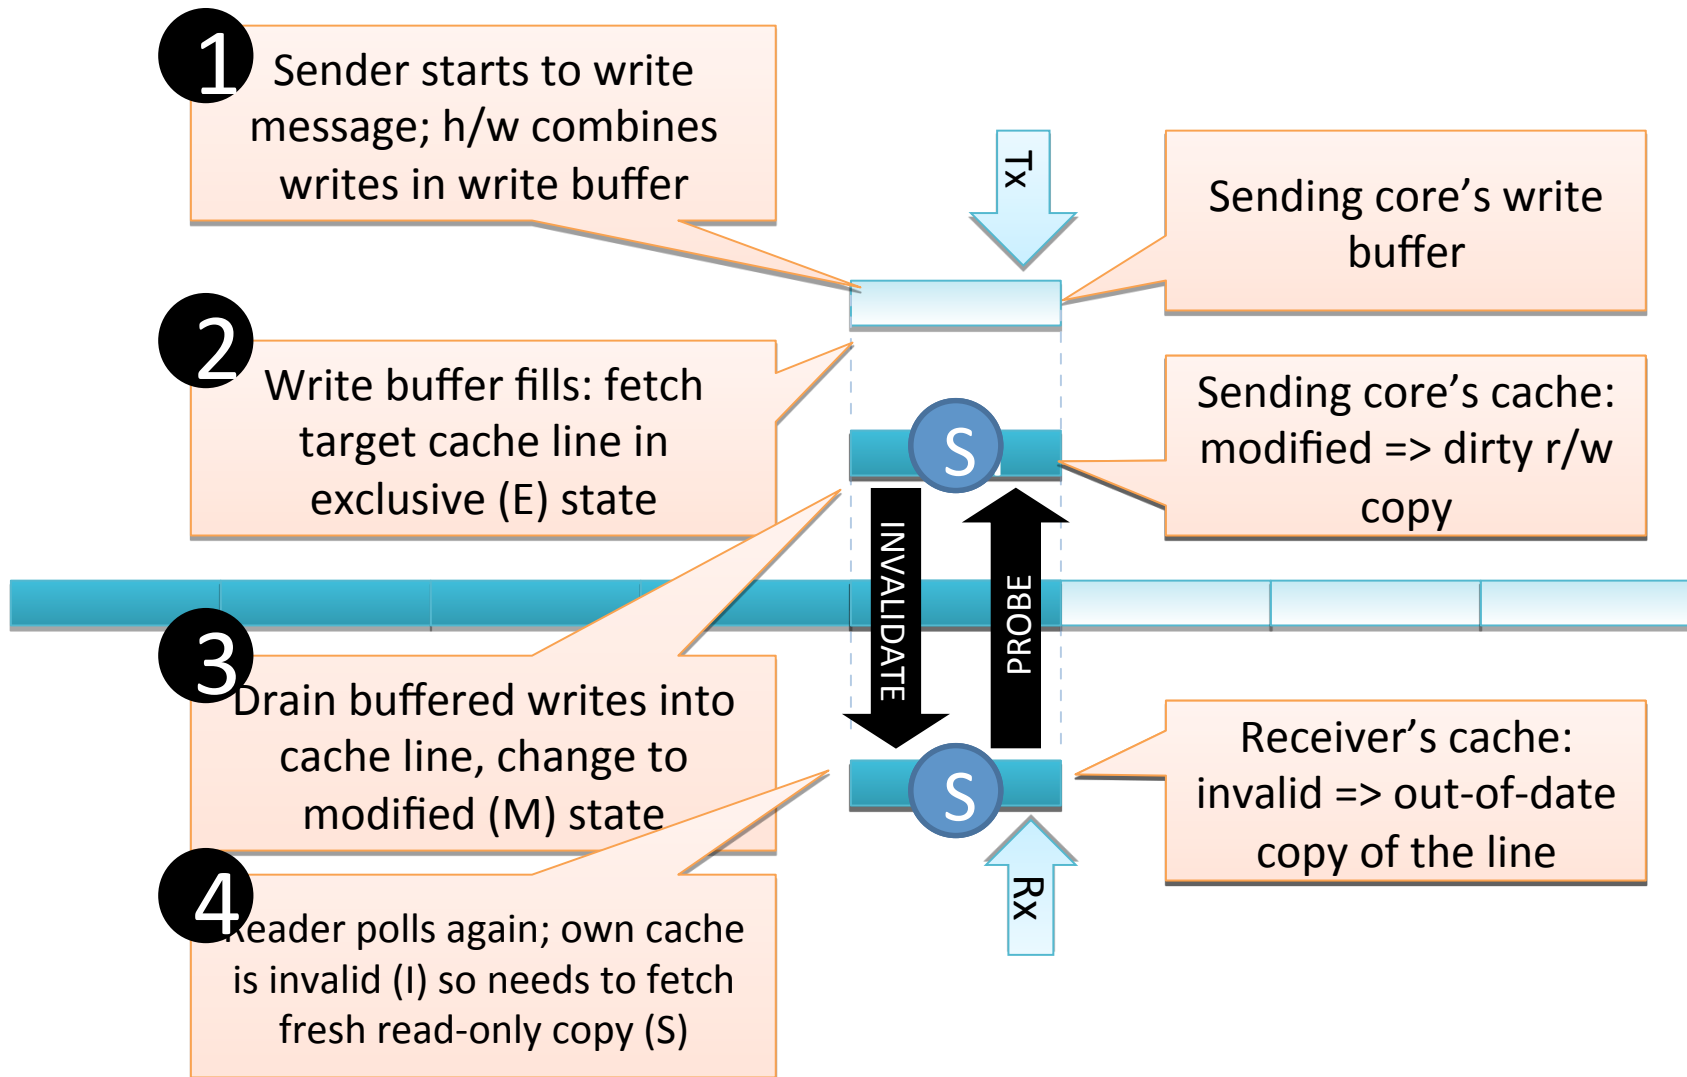 1
Sender starts to write
message; h/w combines
writes in write buffer
Tx
Sending core’s write
buffer
2
Write buffer fills: fetch
target cache line in
exclusive (E) state
S
Sending core’s cache:
modified => dirty r/w
copy
INVALIDATE
PROBE
3
Drain buffered writes into
cache line, change to
modified (M) state
S
Receiver’s cache:
invalid => out-of-date
copy of the line
Rx
4
Reader polls again; own cache
is invalid (I) so needs to fetch
fresh read-only copy (S)